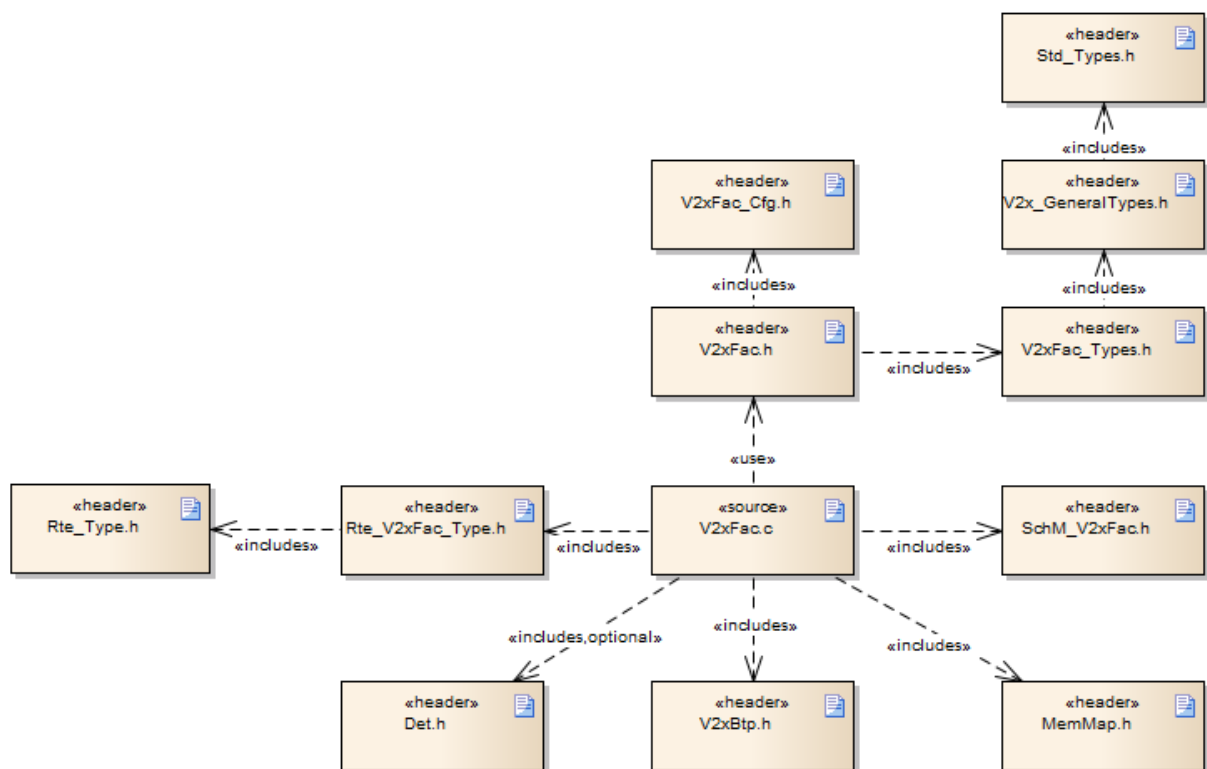 «header»
Std_Types.h
«includes»
«header»
V2xFac_Cfg.h
«header»
V2x_GeneralTypes.h
«includes»
«includes»
«header»
V2xFac.h
«includes»
«header»
V2xFac_Types.h
«use»
«header»
Rte_Type.h
«includes»
«header»
Rte_V2xFac_Type.h
«includes»
«source»
V2xFac.c
«includes»
«header»
SchM_V2xFac.h
«includes,optional»
«includes»
«includes»
«header»
Det.h
«header»
V2xBtp.h
«header»
MemMap.h